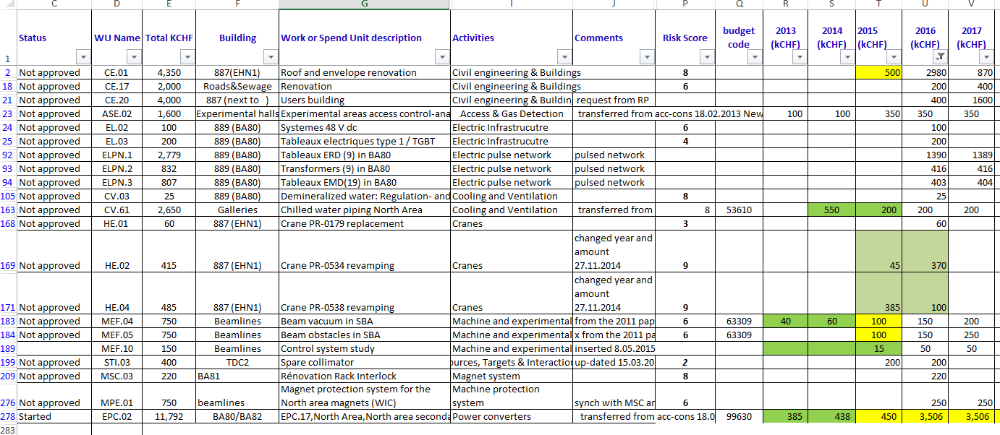 C D E F G I J P Q R S T U V
1 Status WU Name Total KCHF Building Work or Spend Unit description Activities Comments Risk Score budget code 2013 (kCHF) 2014 (kCHF) 2015 (kCHF) 2016 (kCHF) 2017 (kCHF)
2 Not approved CE.01 4,350 887(EHN1) Roof and envelope renovation Civil engineering & Buildings 8 500 2980 870
18 Not approved CE.17 2,000 Roads&Sewage Renovation Civil engineering & Buildings 6 200 400
21 Not approved CE.20 4,000 887 (next to ) Users building Civil engineering & Buildin request from RP 400 1600
23 Not approved ASE.02 1,600 Experimental halls Experimental areas access control-ana Access & Gas Detection transferred from acc-cons 18.02.2013 New 100 100 350 350 350
24 Not approved EL.02 100 889 (BA80) Systemes 48 V dc Electric Infrastrucutre 6 100
25 Not approved EL.03 200 889 (BA80) Tableaux electriques type 1 / TGBT Electric Infrastrucutre 4 200
92 Not approved ELPN.1 2,779 889 (BA80) Tableaux ERD (9) in BA80 Electric pulse network pulsed network 1390 1389
93 Not approved ELPN.2 832 889 (BA80) Transformers (9) in BA80 Electric pulse network pulsed network 416 416
94 Not approved ELPN.3 807 889 (BA80) Tableaux EMD(19) in BA80 Electric pulse network pulsed network 403 404
105 Not approved CV.03 25 889 (BA80) Demineralized water: Regulation- and Cooling and Ventilation 8 25
163 Not approved CV.61 2,650 Galleries Chilled water piping North Area Cooling and Ventilation transferred from 8 53610 550 200 200 200
168 Not approved HE.01 60 887 (EHN1) Crane PR-0179 replacement Cranes 3 60
changed year and
amount
169 Not approved HE.02 415 887 (EHN1) Crane PR-0534 revamping Cranes 27.11.2014 9 45 370
changed year and
amount
171 Not approved HE.04 485 887 (EHN1) Crane PR-0538 revamping Cranes 27.11.2014 9 385 100
183 Not approved MEF.04 750 Beamlines Beam vacuum in SBA Machine and experimental from the 2011 pap 6 63309 40 60 100 150 200
184 Not approved MEF.05 750 Beamlines Beam obstacles in SBA Machine and experimental x from the 2011 pa 6 63309 100 150 250
189 MEF.10 150 Beamlines Control system study Machine and experimental inserted 8.05.2015 15 50 50
199 Not approved STI.03 400 TDC2 Spare collimator ources, Targets & Interaction up-dated 15.03.20 2 200 200
209 Not approved MSC.03 220 BA81 Rénovation Rack Interlock Magnet system 8 220
Magnet protection system for the Machine protection
276 Not approved MPE.01 750 beamlines North area magnets (WIC) system synch with MSC ar 6 250 250
278 Started EPC.02 11,792 BA80/BA82 EPC.17,North Area,North area seconda Power converters transferred from acc-cons 18.0 99630 385 438 450 3,506 3,506
283